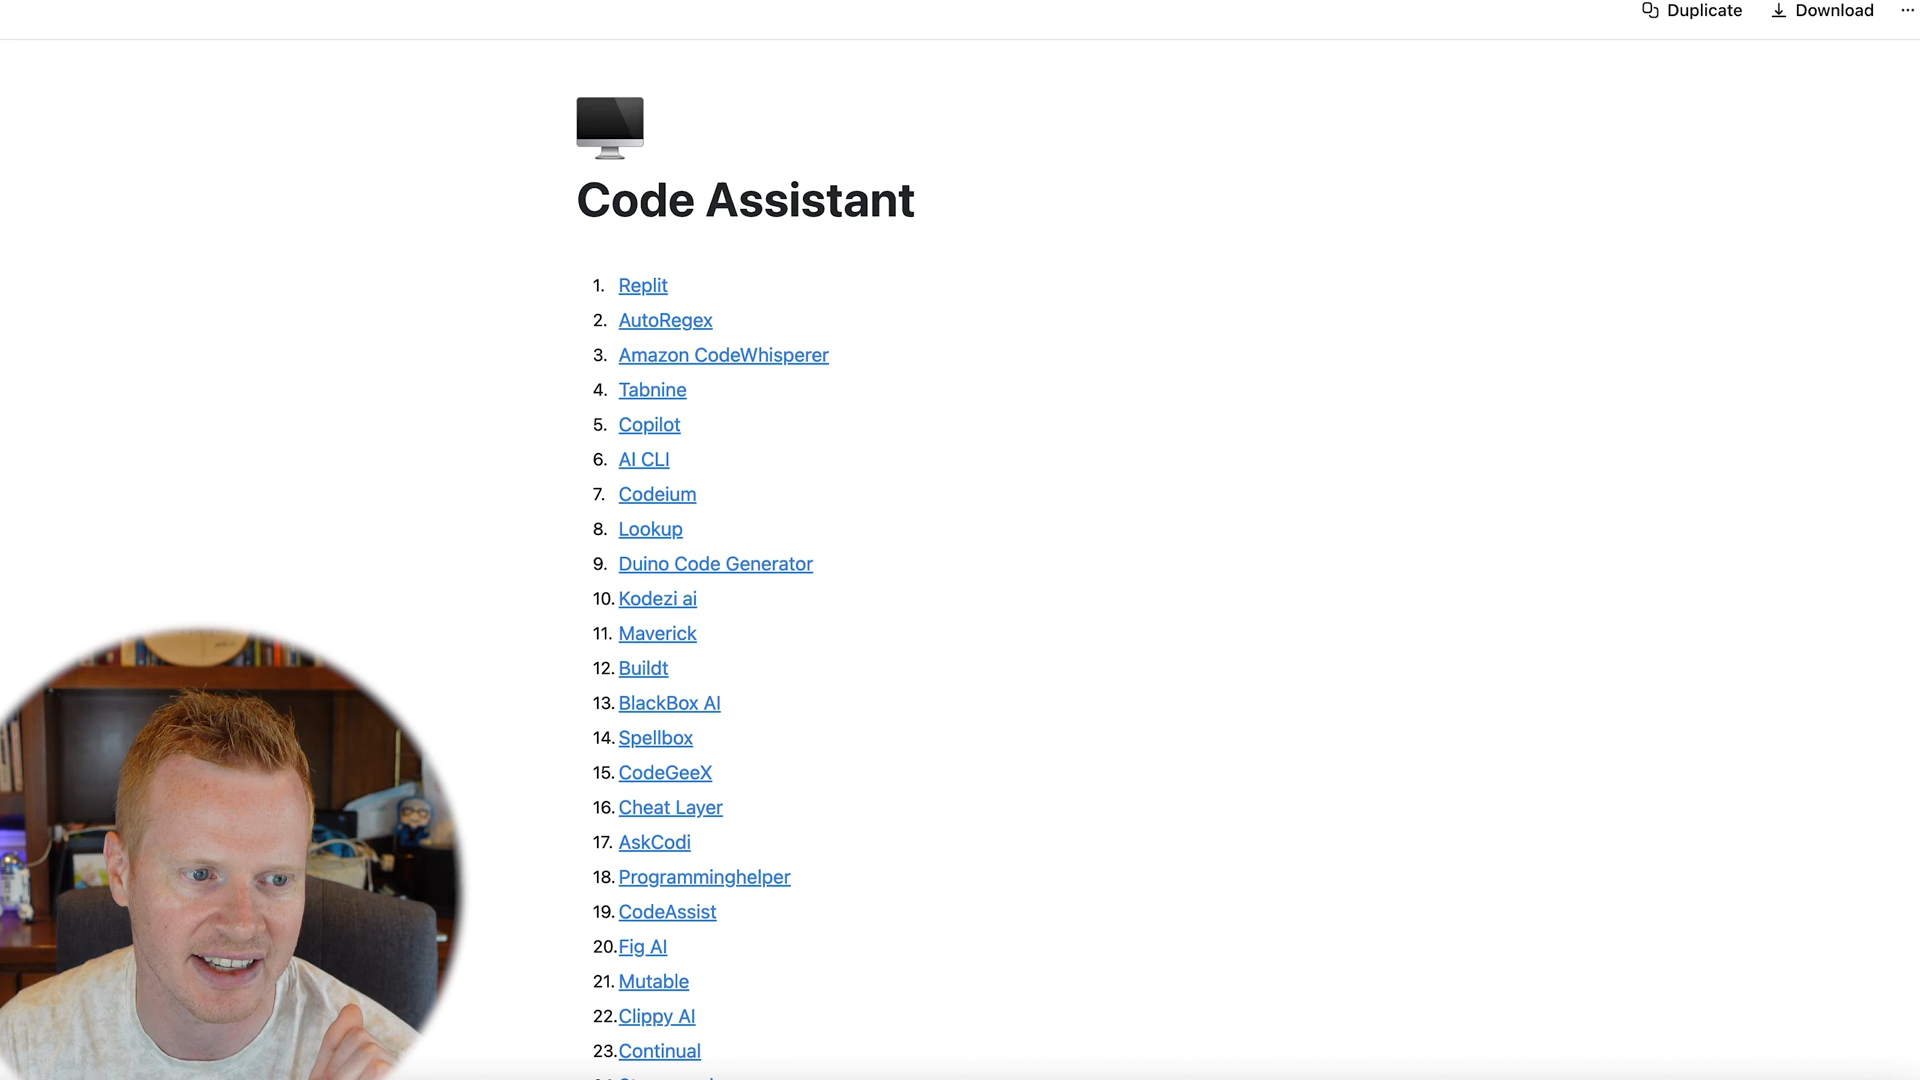 Duplicate
Download
Code Assistant
1. Replit
2. AutoRegex
3. Amazon CodeWhisperer
4. Tabnine
5. Copilot
6. AI CLI
7. Codeium
8. Lookup
9. Duino Code Generator
10. Kodezi ai
11. Maverick
12. Buildt
13. BlackBox AI
14. Spellbox
15. CodeGeeX
16. Cheat Layer
17. AskCodi
18. Programminghelper
19. CodeAssist
20. Fig AI
21. Mutable
22. Clippy AI
23. Continual